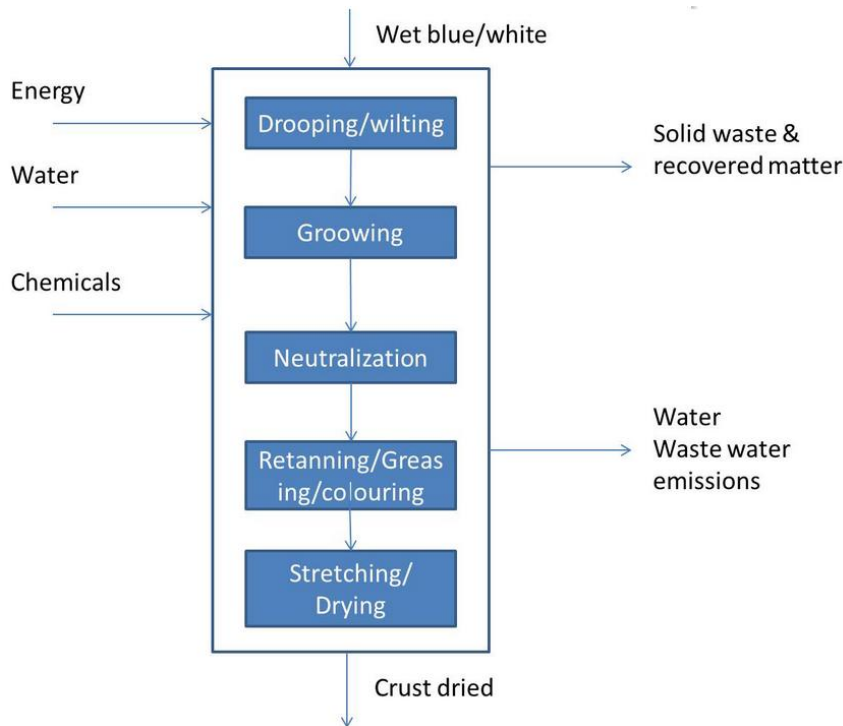 Wet blue/white
Energy
Drooping/wilting
Solid waste &
recovered matter
Water
Groowing
Chemicals
Neutralization
Water
Waste water
emissions
Retanning/Greas
ing/colouring
Stretching/
Drying
Crust dried